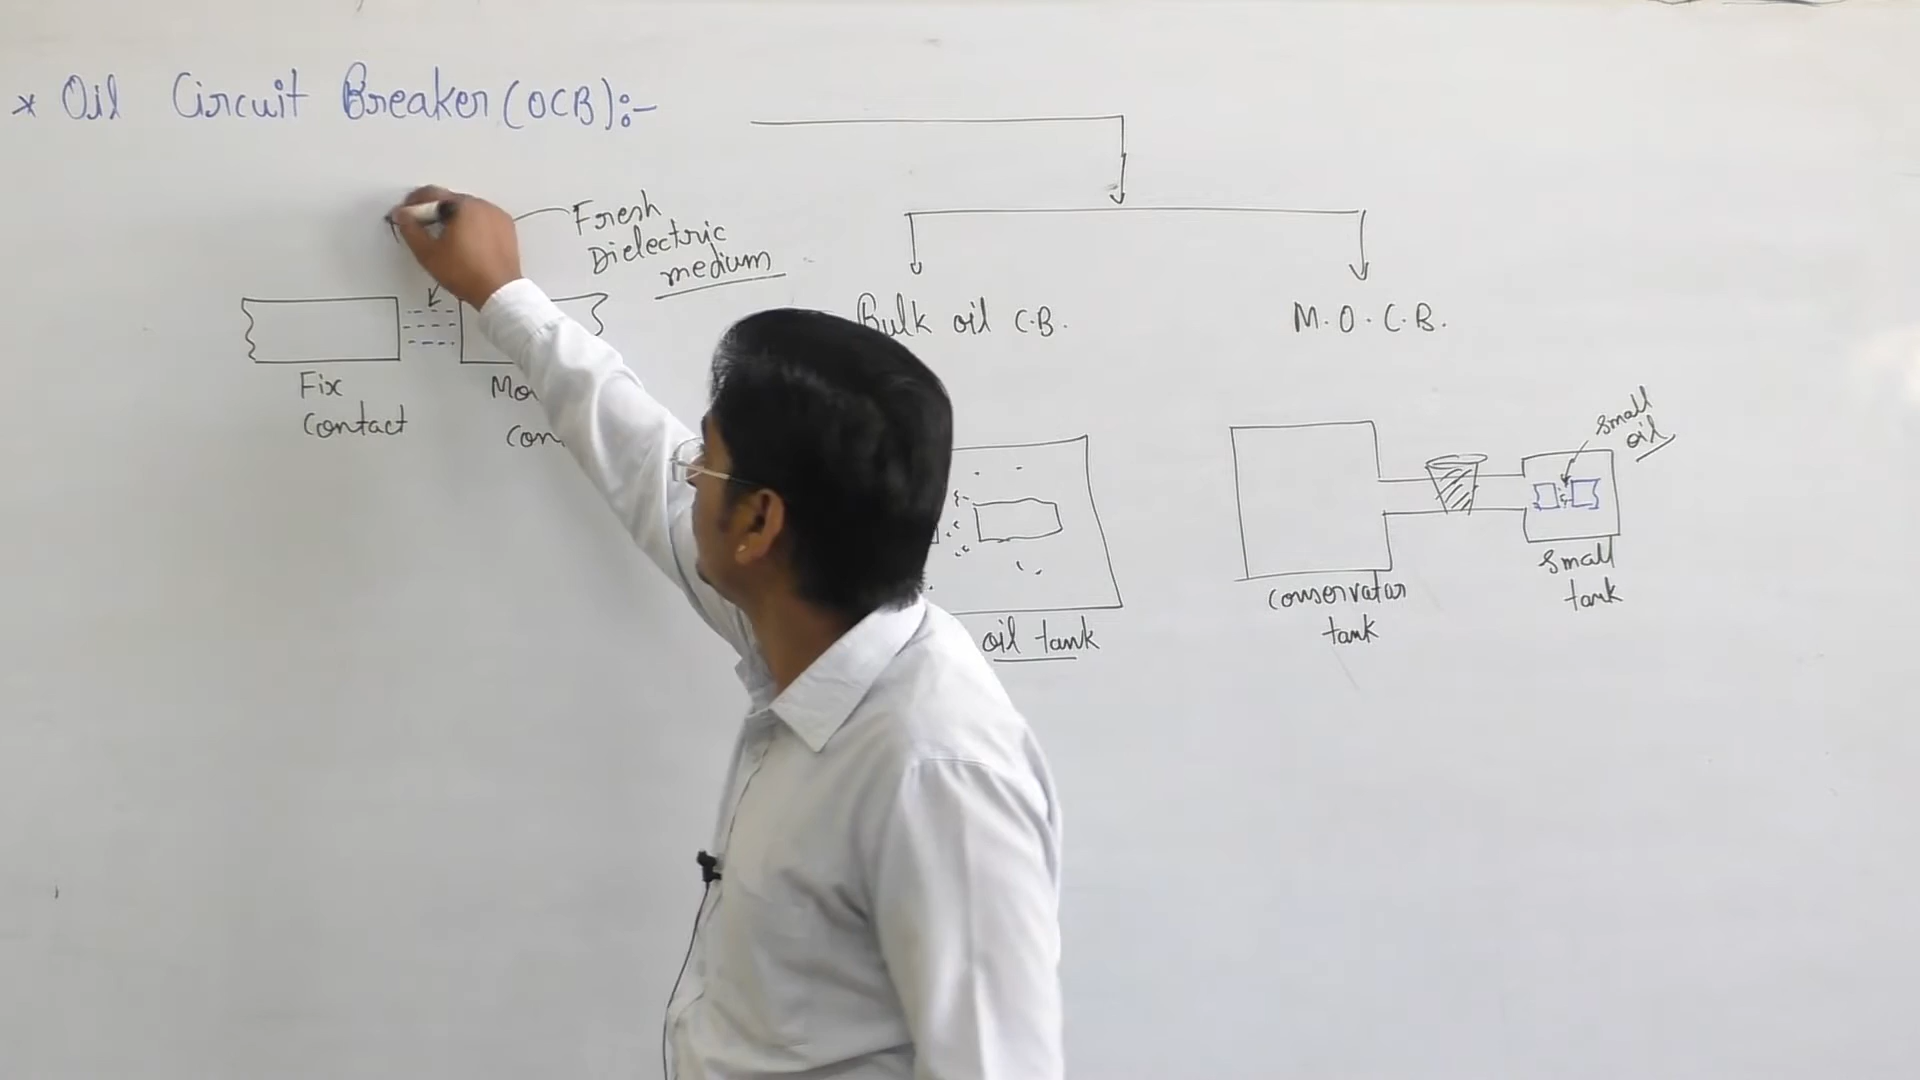 * Oil Circuit Breaker (OCB):-
Fresh
Dielectric
medium
Fix
Contact
Bulk oil C.B.
oil tank
M.O.C.B.
small
oil
Conservator
tank
small
tank